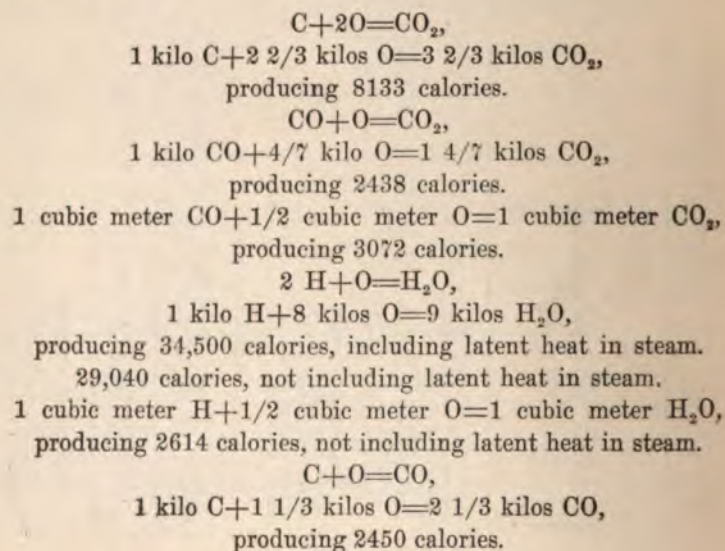 C+2O=CO₂,
1 kilo C+2 2/3 kilos O=3 2/3 kilos CO₂,
producing 8133 calories.
CO+O=CO₂,
1 kilo CO+4/7 kilo O=1 4/7 kilos CO₂,
producing 2438 calories.
1 cubic meter CO+1/2 cubic meter O=1 cubic meter CO₂,
producing 3072 calories.
2 H+O=H₂O,
1 kilo H+8 kilos O=9 kilos H₂O,
producing 34,500 calories, including latent heat in steam.
29,040 calories, not including latent heat in steam.
1 cubic meter H+1/2 cubic meter O=1 cubic meter H₂O,
producing 2614 calories, not including latent heat in steam.
C+O=CO,
1 kilo C+1 1/3 kilos O=2 1/3 kilos CO,
producing 2450 calories.